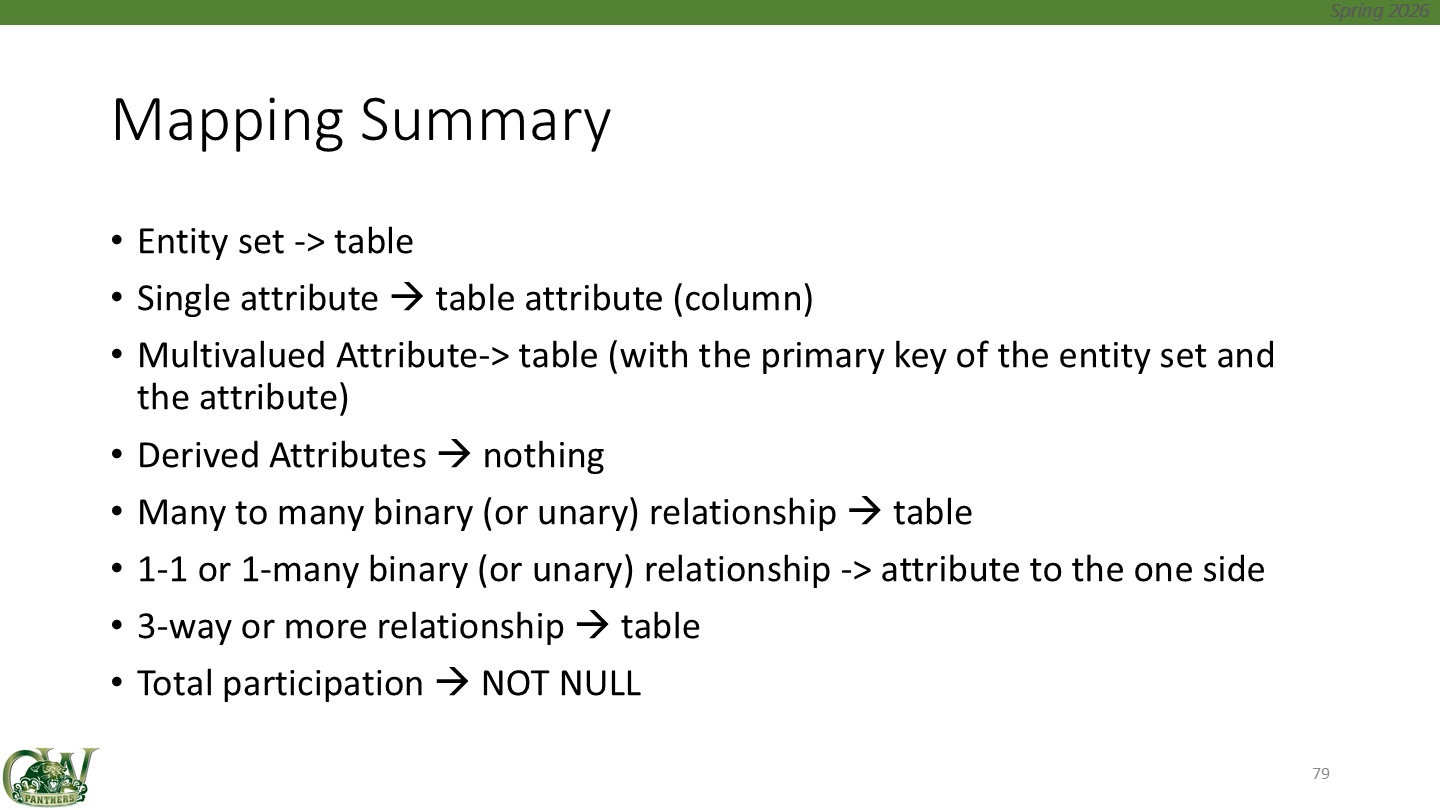 Spring 2026
Mapping Summary
• Entity set -> table
• Single attribute → table attribute (column)
• Multivalued Attribute-> table (with the primary key of the entity set and
the attribute)
• Derived Attributes → nothing
• Many to many binary (or unary) relationship → table
• 1-1 or 1-many binary (or unary) relationship -> attribute to the one side
• 3-way or more relationship → table
• Total participation → NOT NULL
OW
PANTHERS
79